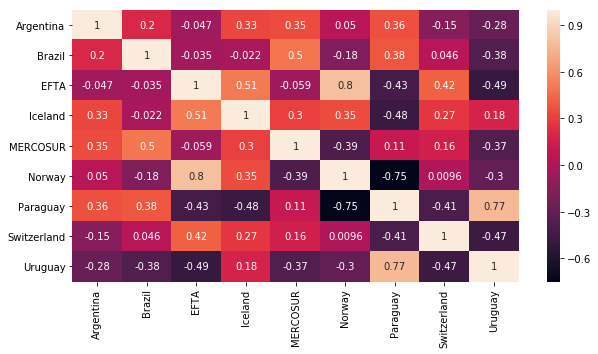 Argentina 1 0.2 -0.047 0.33 0.35 0.05 0.36 -0.15 -0.28
Brazil 0.2 1 -0.035 -0.022 0.5 -0.18 0.38 0.046 -0.38
EFTA -0.047 -0.035 1 0.51 -0.059 0.8 -0.43 0.42 -0.49
Iceland 0.33 -0.022 0.51 1 0.3 0.35 -0.48 0.27 0.18
MERCOSUR 0.35 0.5 -0.059 0.3 1 -0.39 0.11 0.16 -0.37
Norway 0.05 -0.18 0.8 0.35 -0.39 1 -0.75 0.0096 -0.3
Paraguay 0.36 0.38 -0.43 -0.48 0.11 -0.75 1 -0.41 0.77
Switzerland -0.15 0.046 0.42 0.27 0.16 0.0096 -0.41 1 -0.47
Uruguay -0.28 -0.38 -0.49 0.18 -0.37 -0.3 0.77 -0.47 1
Argentina
Brazil
EFTA
Iceland
MERCOSUR
Norway
Paraguay
Switzerland
Uruguay
0.9
0.6
0.3
0.0
-0.3
-0.6